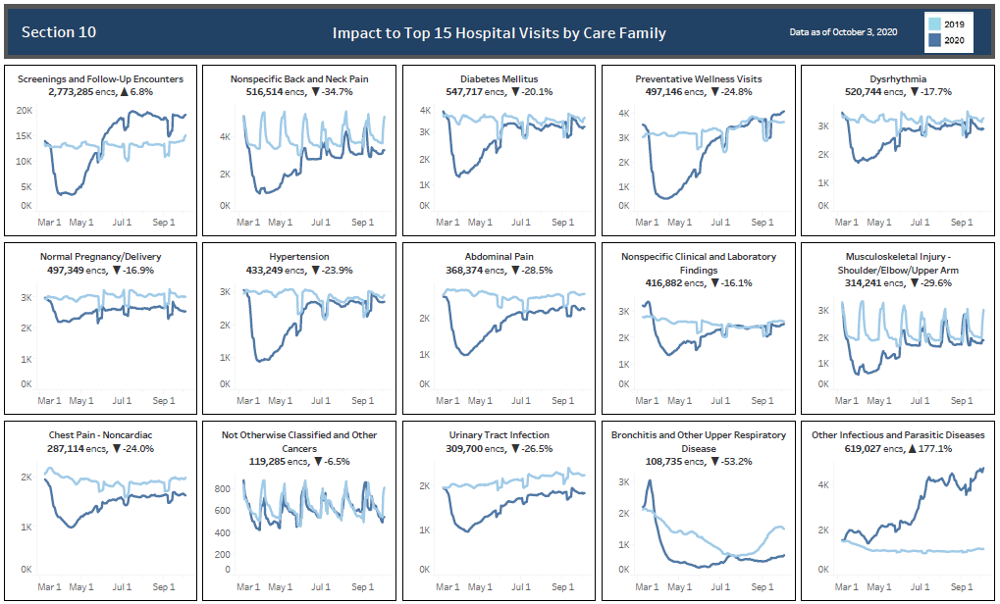 Section 10
Impact to Top 15 Hospital Visits by Care Family
Data as of October 3, 2020
2019
2020
Screenings and Follow-Up Encounters
2,773,285 encs, ▲ 6.8%
20K
15K
10K
5K
0K
Mar 1 May 1 Jul 1 Sep 1
Nonspecific Back and Neck Pain
516,514 encs, ▼ -34.7%
4K
2K
0K
Mar 1 May 1 Jul 1 Sep 1
Diabetes Mellitus
547,717 encs, ▼ -20.1%
4K
3K
2K
1K
0K
Mar 1 May 1 Jul 1 Sep 1
Preventative Wellness Visits
497,146 encs, ▼ -24.8%
4K
3K
2K
1K
0K
Mar 1 May 1 Jul 1 Sep 1
Dysrhythmia
520,744 encs, ▼ -17.7%
3K
2K
1K
0K
Mar 1 May 1 Jul 1 Sep 1
Normal Pregnancy/Delivery
497,349 encs, ▼ -16.9%
3K
2K
1K
0K
Mar 1 May 1 Jul 1 Sep 1
Hypertension
433,249 encs, ▼ -23.9%
3K
2K
1K
0K
Mar 1 May 1 Jul 1 Sep 1
Abdominal Pain
368,374 encs, ▼ -28.5%
2K
1K
0K
Mar 1 May 1 Jul 1 Sep 1
Nonspecific Clinical and Laboratory
Findings
416,882 encs, ▼ -16.1%
3K
2K
1K
0K
Mar 1 May 1 Jul 1 Sep 1
Musculoskeletal Injury -
Shoulder/Elbow/Upper Arm
314,241 encs, ▼ -29.6%
3K
2K
1K
0K
Mar 1 May 1 Jul 1 Sep 1
Chest Pain - Noncardiac
287,114 encs, ▼ -24.0%
2K
1K
0K
Mar 1 May 1 Jul 1 Sep 1
Not Otherwise Classified and Other
Cancers
119,285 encs, ▼ -6.5%
800
600
400
200
0
Mar 1 May 1 Jul 1 Sep 1
Urinary Tract Infection
309,700 encs, ▼ -26.5%
2K
1K
0K
Mar 1 May 1 Jul 1 Sep 1
Bronchitis and Other Upper Respiratory
Disease
108,735 encs, ▼ -53.2%
3K
2K
1K
0K
Mar 1 May 1 Jul 1 Sep 1
Other Infectious and Parasitic Diseases
619,027 encs, ▲ 177.1%
4K
2K
0K
Mar 1 May 1 Jul 1 Sep 1